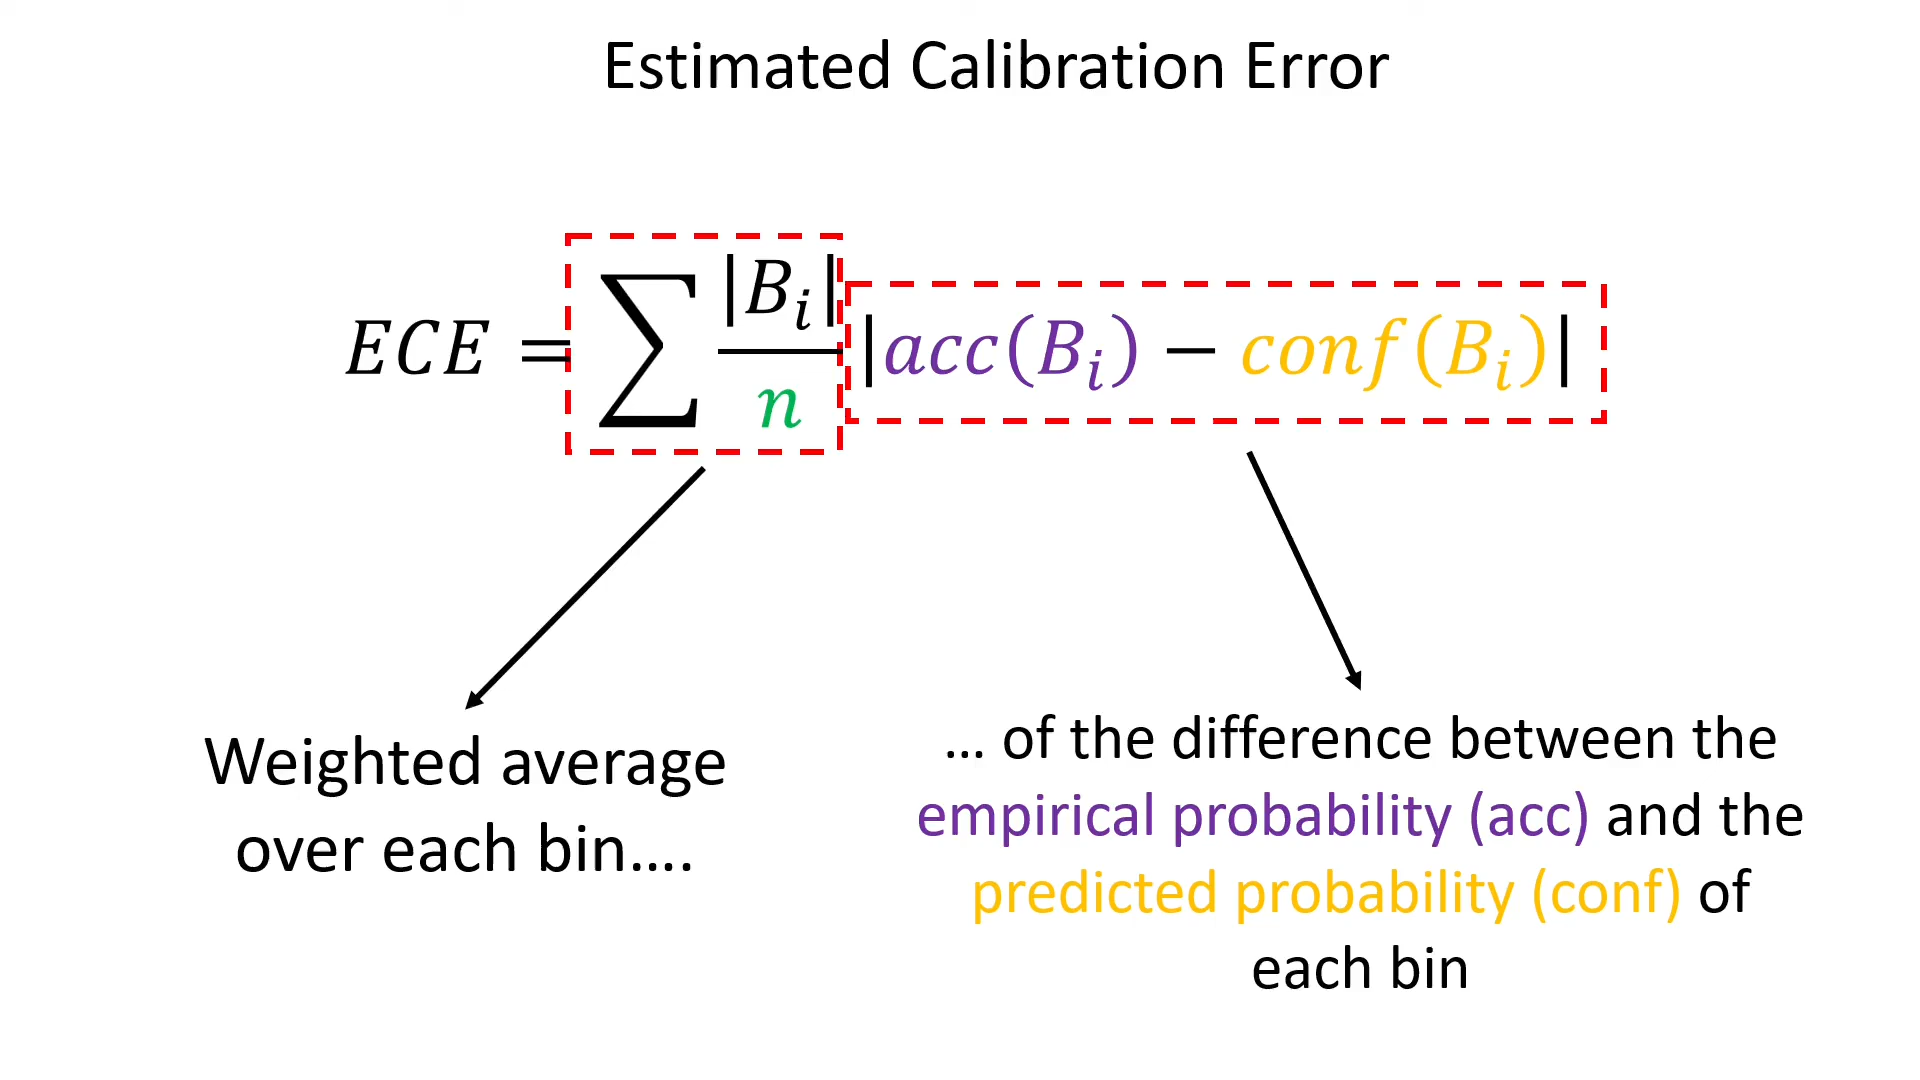 Estimated Calibration Error
ECE = ∑ |Bᵢ|/n |acc(Bᵢ) − conf(Bᵢ)|
Weighted average
over each bin....
... of the difference between the
empirical probability (acc) and the
predicted probability (conf) of
each bin